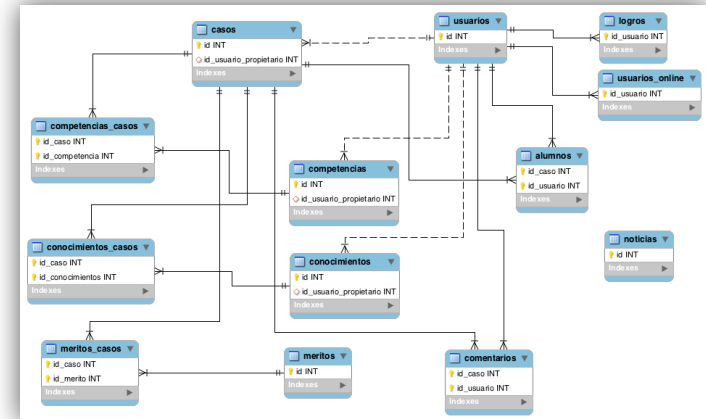 casos
id INT
id_usuario_propietario INT
Indexes
usuarios
id INT
Indexes
logros
id_usuario INT
Indexes
usuarios_online
id_usuario INT
Indexes
competencias_casos
id_caso INT
id_competencia INT
Indexes
competencias
id INT
id_usuario_propietario INT
Indexes
alumnos
id_caso INT
id_usuario INT
Indexes
conocimientos_casos
id_caso INT
id_conocimientos INT
Indexes
conocimientos
id INT
id_usuario_propietario INT
Indexes
noticias
id INT
Indexes
meritos_casos
id_caso INT
id_merito INT
Indexes
meritos
id INT
Indexes
comentarios
id_caso INT
id_usuario INT
Indexes